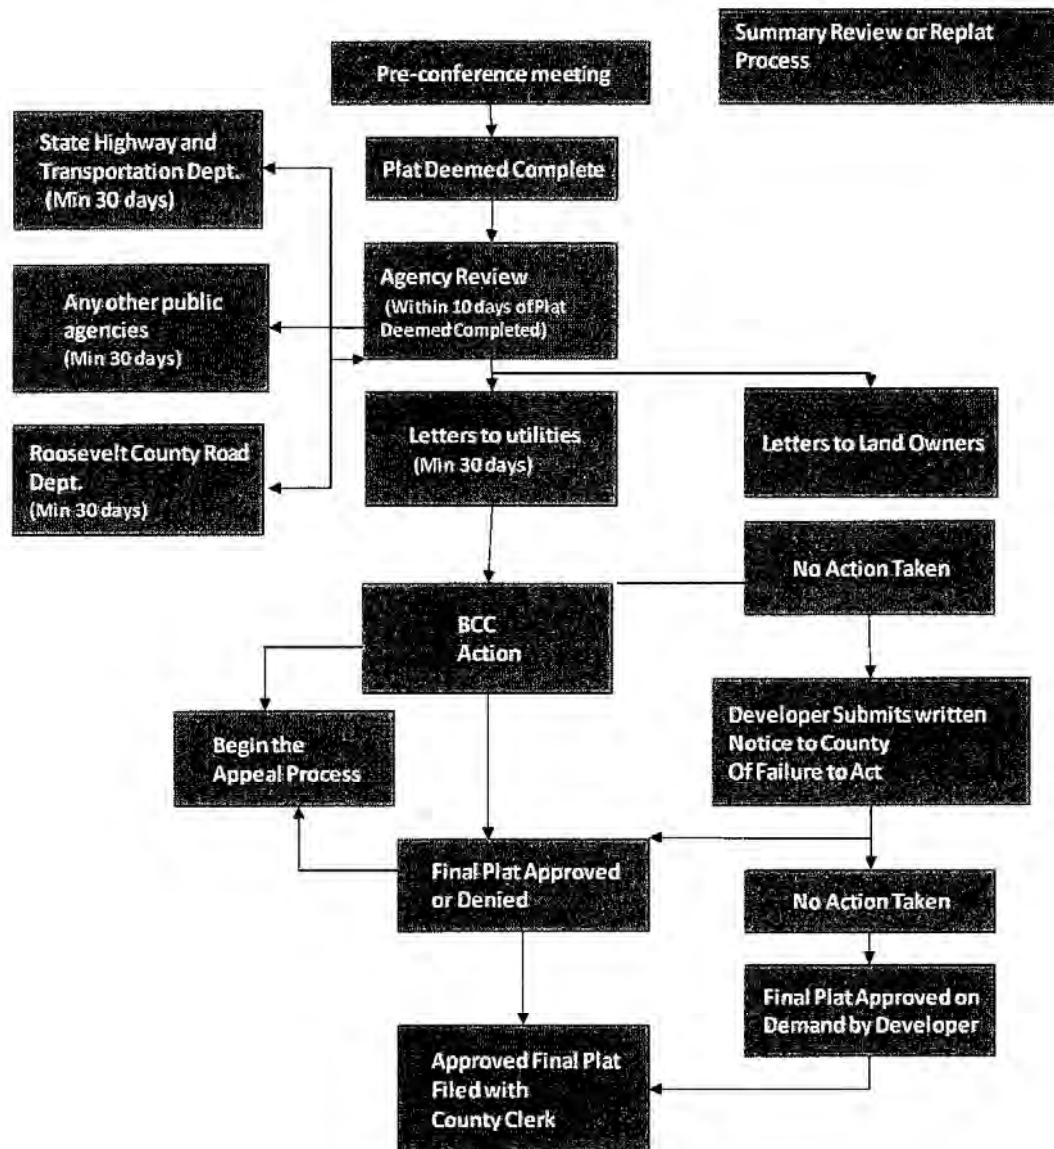 Summary Review or Replat
Process
Pre-conference meeting
State Highway and
Transportation Dept.
(Min 30 days)
Plat Deemed Complete
Agency Review
(Within 10 days of Plat
Deemed Completed)
Any other public
agencies
(Min 30 days)
Letters to utilities
(Min 30 days)
Letters to Land Owners
Roosevelt County Road
Dept.
(Min 30 days)
No Action Taken
BCC
Action
Developer Submits written
Notice to County
Of Failure to Act
Begin the
Appeal Process
Final Plat Approved
or Denied
No Action Taken
Final Plat Approved on
Demand by Developer
Approved Final Plat
Filed with
County Clerk